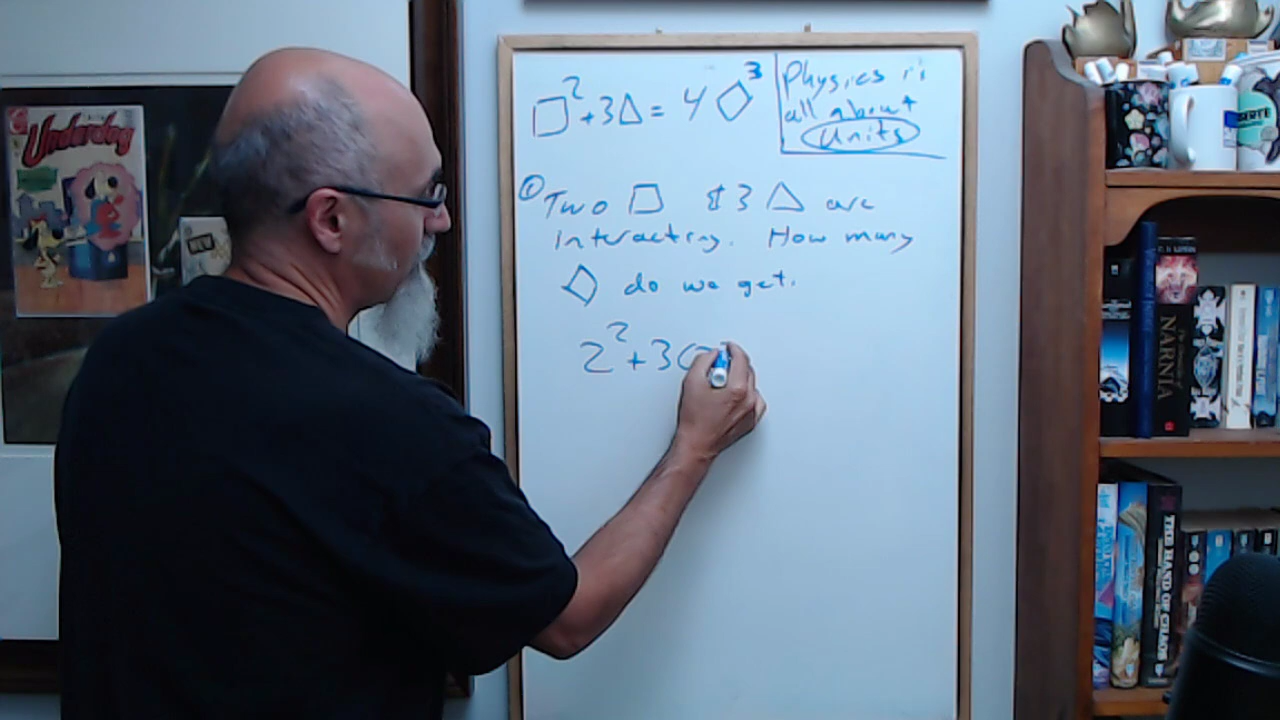 □² + 3△ = 4◇³
Physics is
all about
Units
① Two □ & 3 △ are
interacting. How many
◇ do we get.
2² + 3(
Underdog
NARNIA
THE HAND OF CHAOS